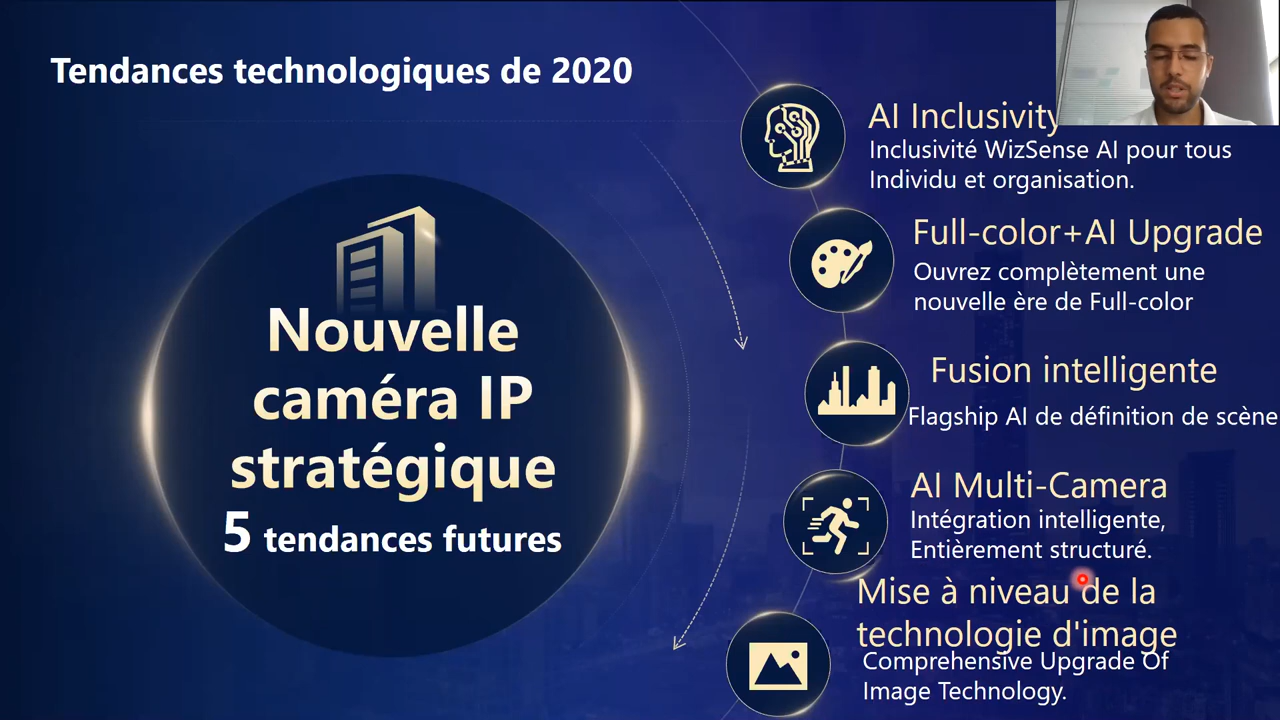 Tendances technologiques de 2020
Nouvelle
caméra IP
stratégique
5 tendances futures
AI Inclusivity
Inclusivité WizSense AI pour tous
Individu et organisation.
Full-color+AI Upgrade
Ouvrez complètement une
nouvelle ère de Full-color
Fusion intelligente
Flagship AI de définition de scène
AI Multi-Camera
Intégration intelligente,
Entièrement structuré.
Mise à niveau de la
technologie d'image
Comprehensive Upgrade Of
Image Technology.